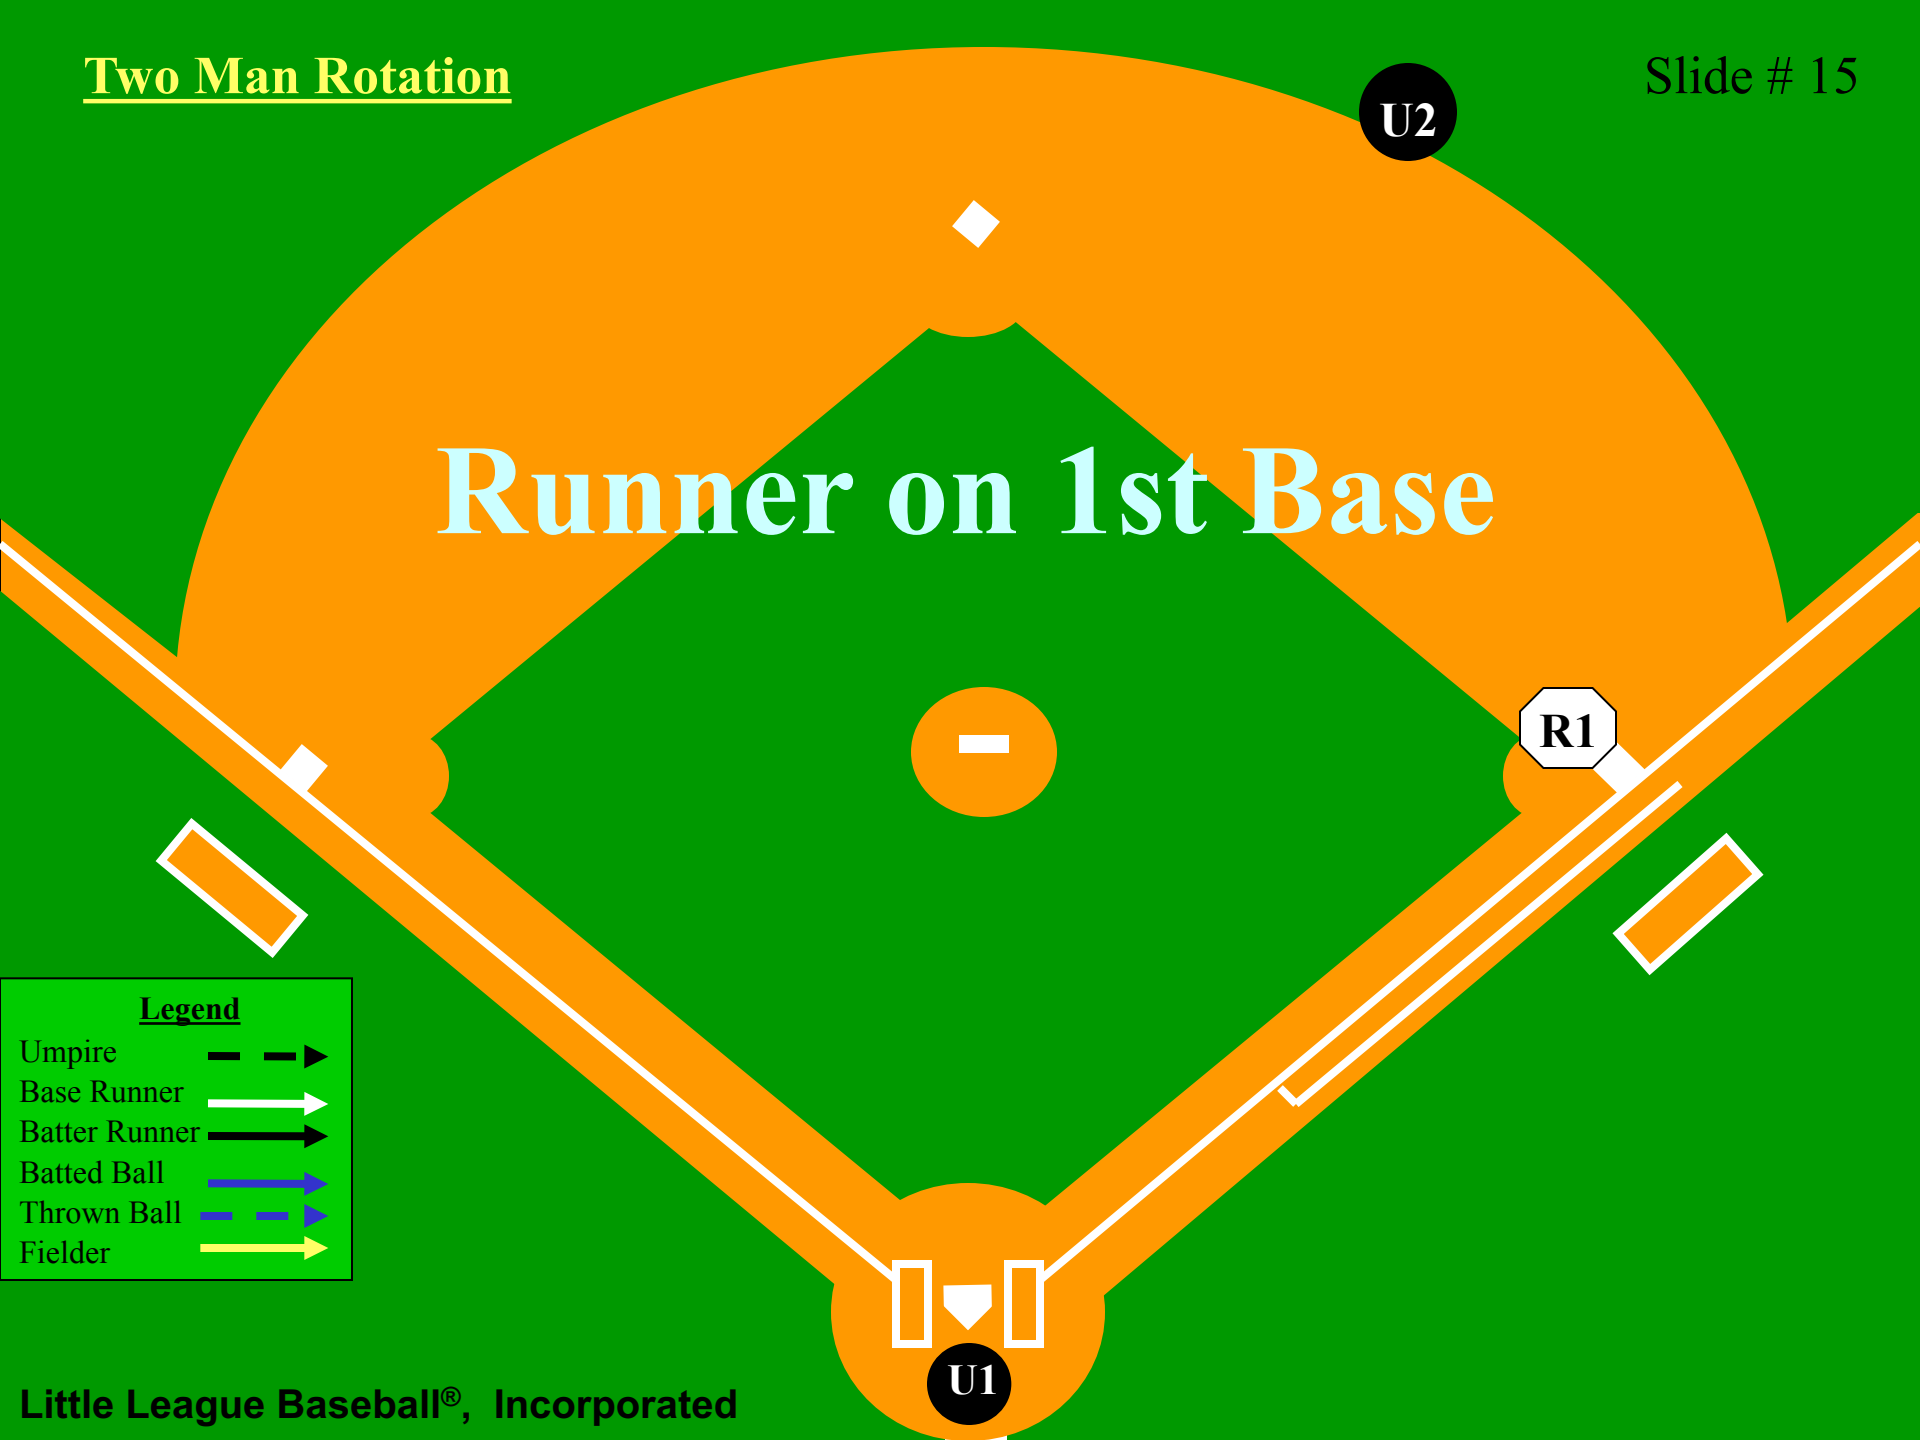 Two Man Rotation
Slide # 15
U2
Runner on 1st Base
R1
Legend
Umpire
Base Runner
Batter Runner
Batted Ball
Thrown Ball
Fielder
U1
Little League Baseball®, Incorporated